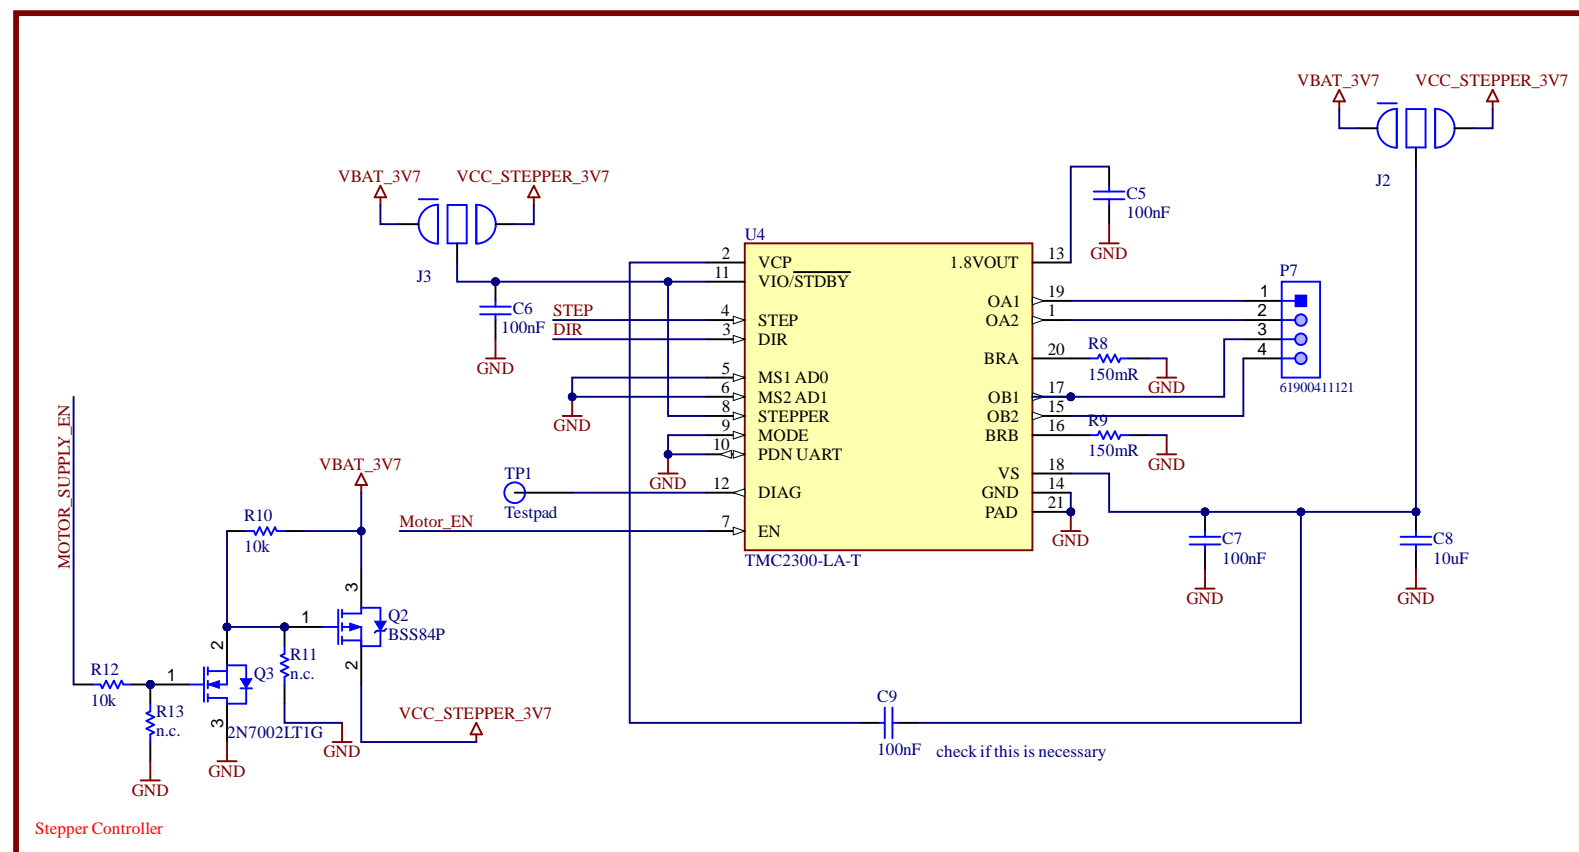 VBAT_3V7
VCC_STEPPER_3V7
J2
VBAT_3V7
VCC_STEPPER_3V7
J3
C5
100nF
GND
U4
2
VCP
11
VIO/STDBY
4
STEP
3
DIR
5
MS1 AD0
6
MS2 AD1
8
STEPPER
9
MODE
10
PDN UART
12
DIAG
7
EN
1.8VOUT
13
OA1
19
OA2
1
BRA
20
OB1
17
OB2
15
BRB
16
VS
18
GND
14
PAD
21
TMC2300-LA-T
C6
100nF
GND
STEP
DIR
GND
GND
TP1
Testpad
Motor_EN
R8
150mR
GND
R9
150mR
GND
GND
P7
1
2
3
4
61900411121
C7
100nF
GND
C8
10uF
GND
MOTOR_SUPPLY_EN
VBAT_3V7
R10
10k
3
1
Q2
BSS84P
2
2
R11
n.c.
R12
10k
1
Q3
3
2N7002LT1G
R13
n.c.
GND
GND
GND
VCC_STEPPER_3V7
C9
100nF
check if this is necessary
Stepper Controller